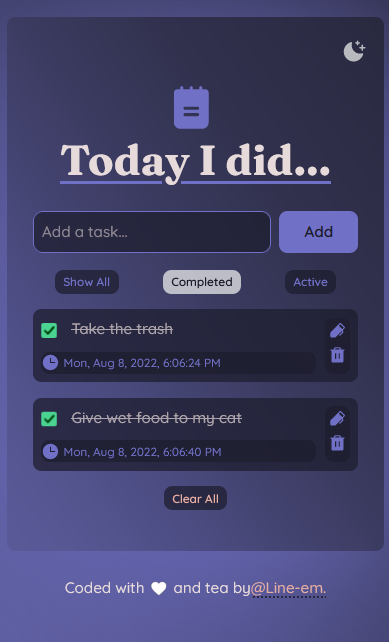 Today I did...
Add a task...
Add
Show All
Completed
Active
Take the trash
Mon, Aug 8, 2022, 6:06:24 PM
Give wet food to my cat
Mon, Aug 8, 2022, 6:06:40 PM
Clear All
Coded with and tea by@Line-em.